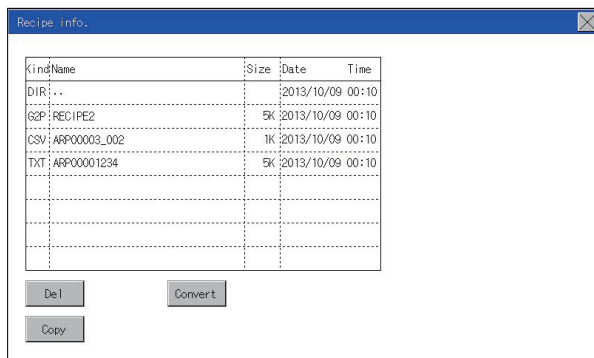 Recipe info.
Kind Name Size Date Time
DIR .. 2013/10/09 00:10
G2P RECIPE2 5K 2013/10/09 00:10
CSV ARP00003_002 1K 2013/10/09 00:10
TXT ARP00001234 5K 2013/10/09 00:10
Del Convert
Copy